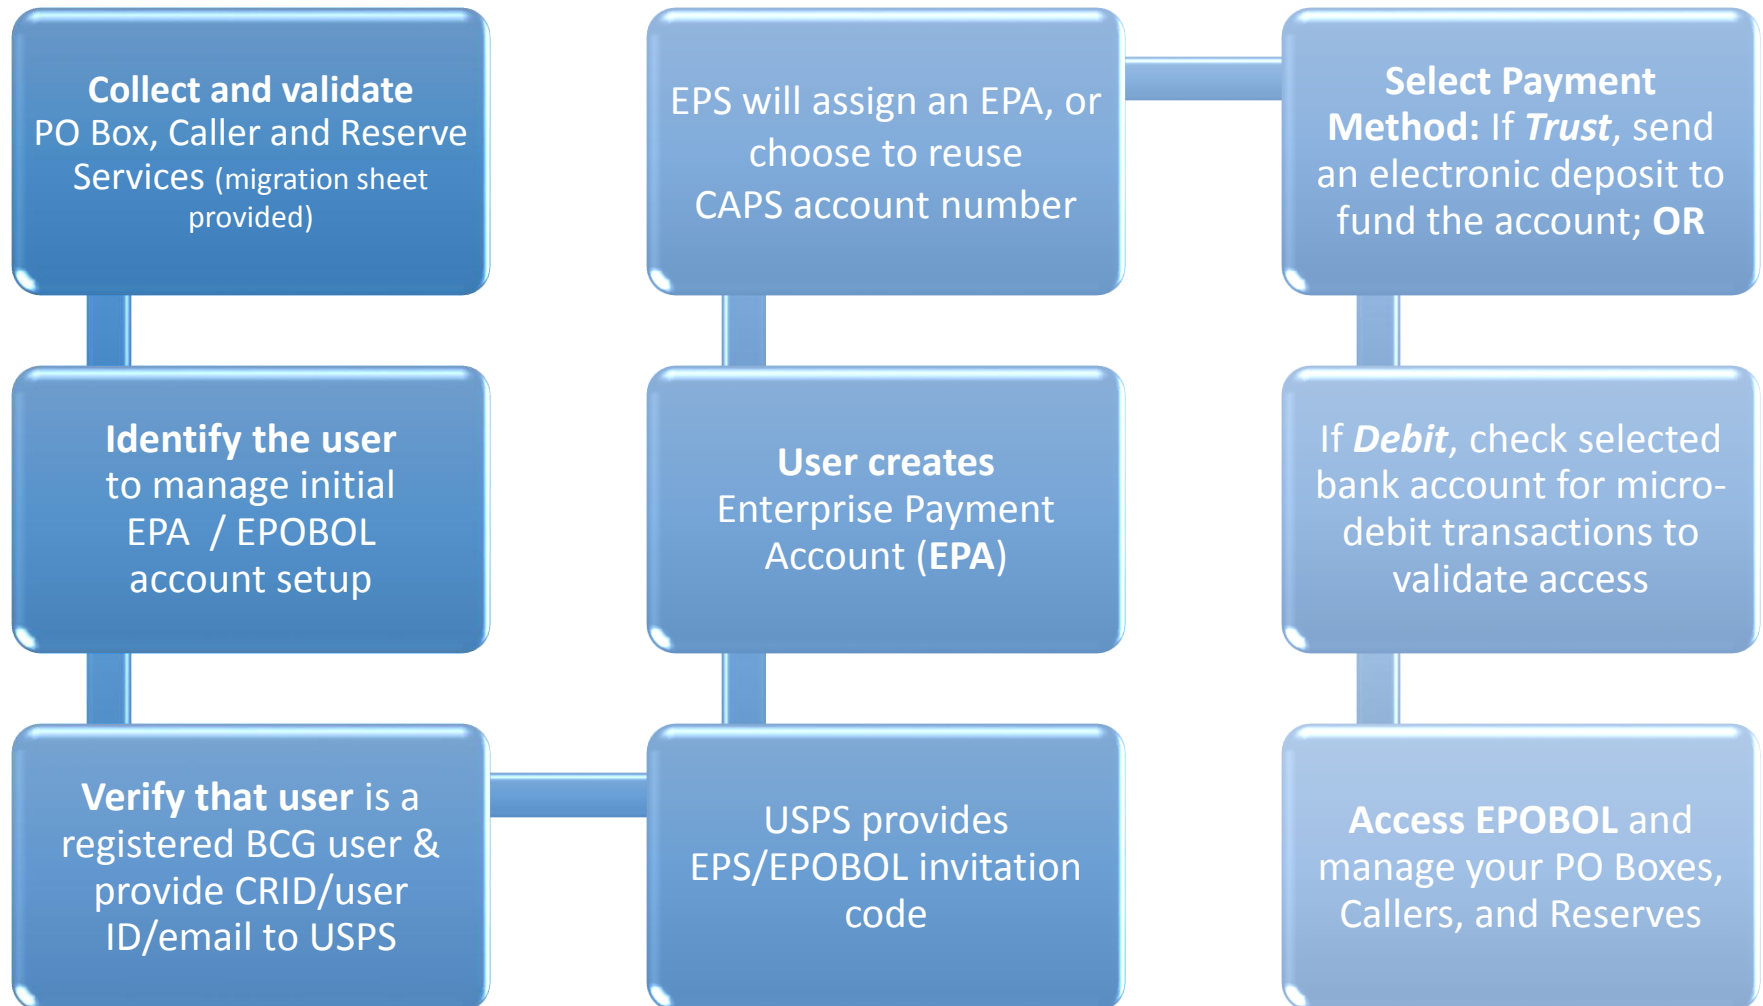 Collect and validate
PO Box, Caller and Reserve
Services (migration sheet
provided)
Identify the user
to manage initial
EPA / EPOBOL
account setup
Verify that user is a
registered BCG user &
provide CRID/user
ID/email to USPS
USPS provides
EPS/EPOBOL invitation
code
User creates
Enterprise Payment
Account (EPA)
EPS will assign an EPA, or
choose to reuse
CAPS account number
Select Payment
Method: If Trust, send
an electronic deposit to
fund the account; OR
If Debit, check selected
bank account for micro-
debit transactions to
validate access
Access EPOBOL and
manage your PO Boxes,
Callers, and Reserves